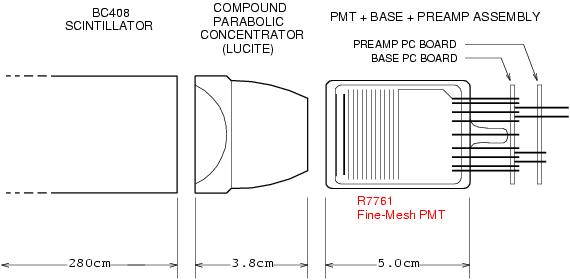 BC408
SCINTILLATOR
COMPOUND
PARABOLIC
CONCENTRATOR
(LUCITE)
PMT + BASE + PREAMP ASSEMBLY
PREAMP PC BOARD
BASE PC BOARD
R7761
Fine-Mesh PMT
280cm
3.8cm
5.0cm